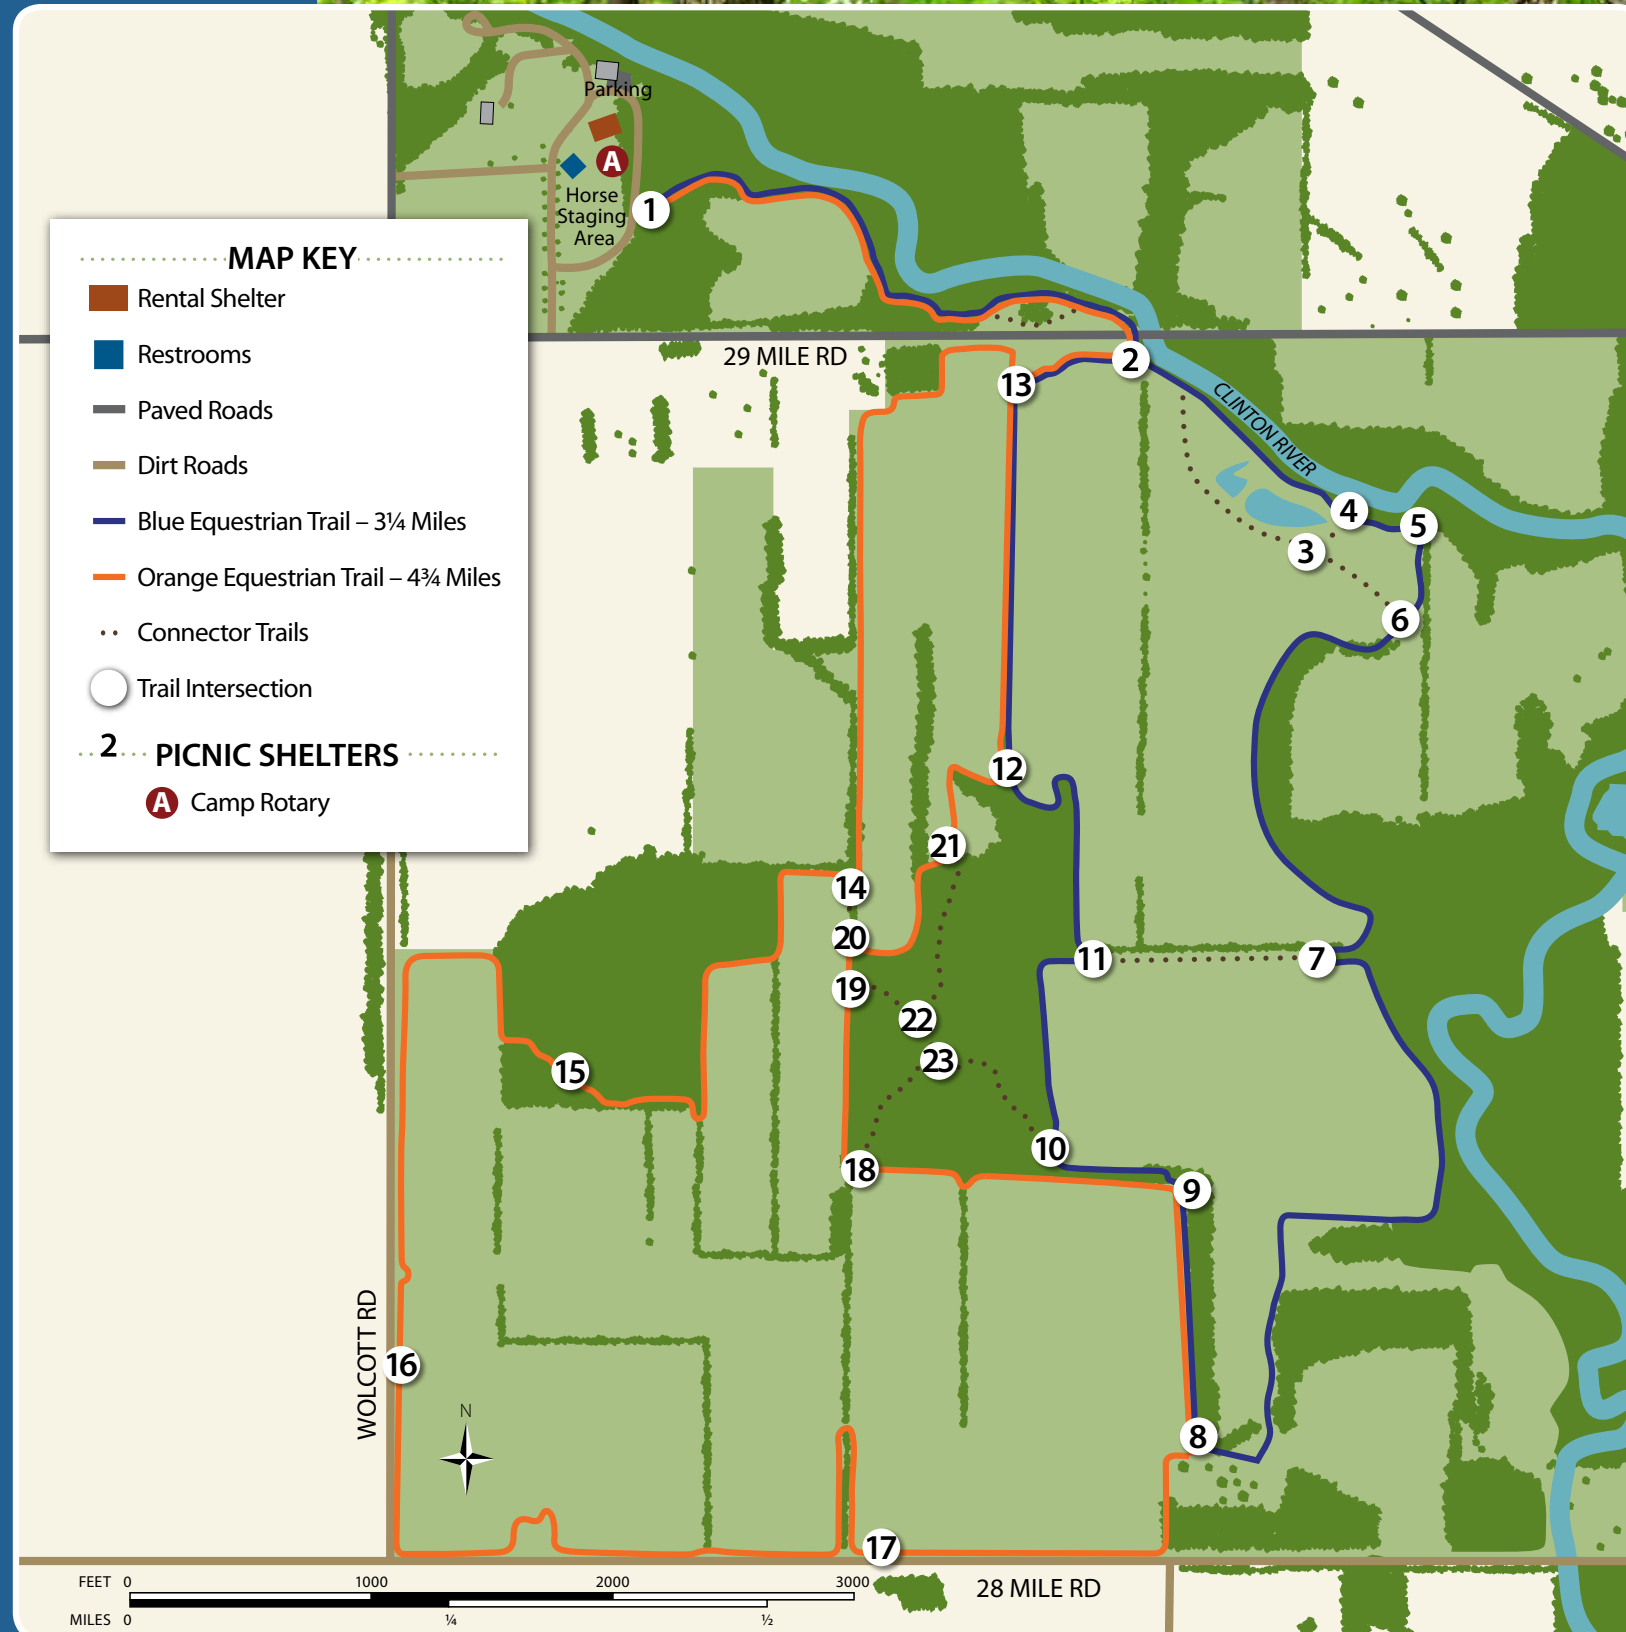 Parking
A
Horse
Staging
Area
1
MAP KEY
Rental Shelter
Restrooms
Paved Roads
Dirt Roads
Blue Equestrian Trail – 3¼ Miles
Orange Equestrian Trail – 4¾ Miles
Connector Trails
Trail Intersection
2 PICNIC SHELTERS
A Camp Rotary
29 MILE RD
2
13
CLINTON RIVER
4
5
3
6
12
21
14
20
11
7
19
22
23
15
10
18
9
WOLCOTT RD
16
N
8
17
FEET 0 1000 2000 3000
MILES 0 ¼ ½
28 MILE RD